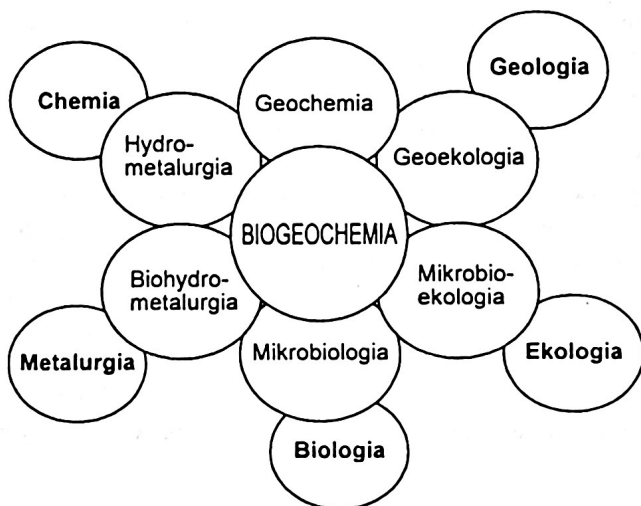 Geologia
Chemia
Geochemia
Hydro-
metalurgia
Geoekologia
BIOGEOCHEMIA
Biohydro-
metalurgia
Mikrobio-
ekologia
Mikrobiologia
Metalurgia
Ekologia
Biologia